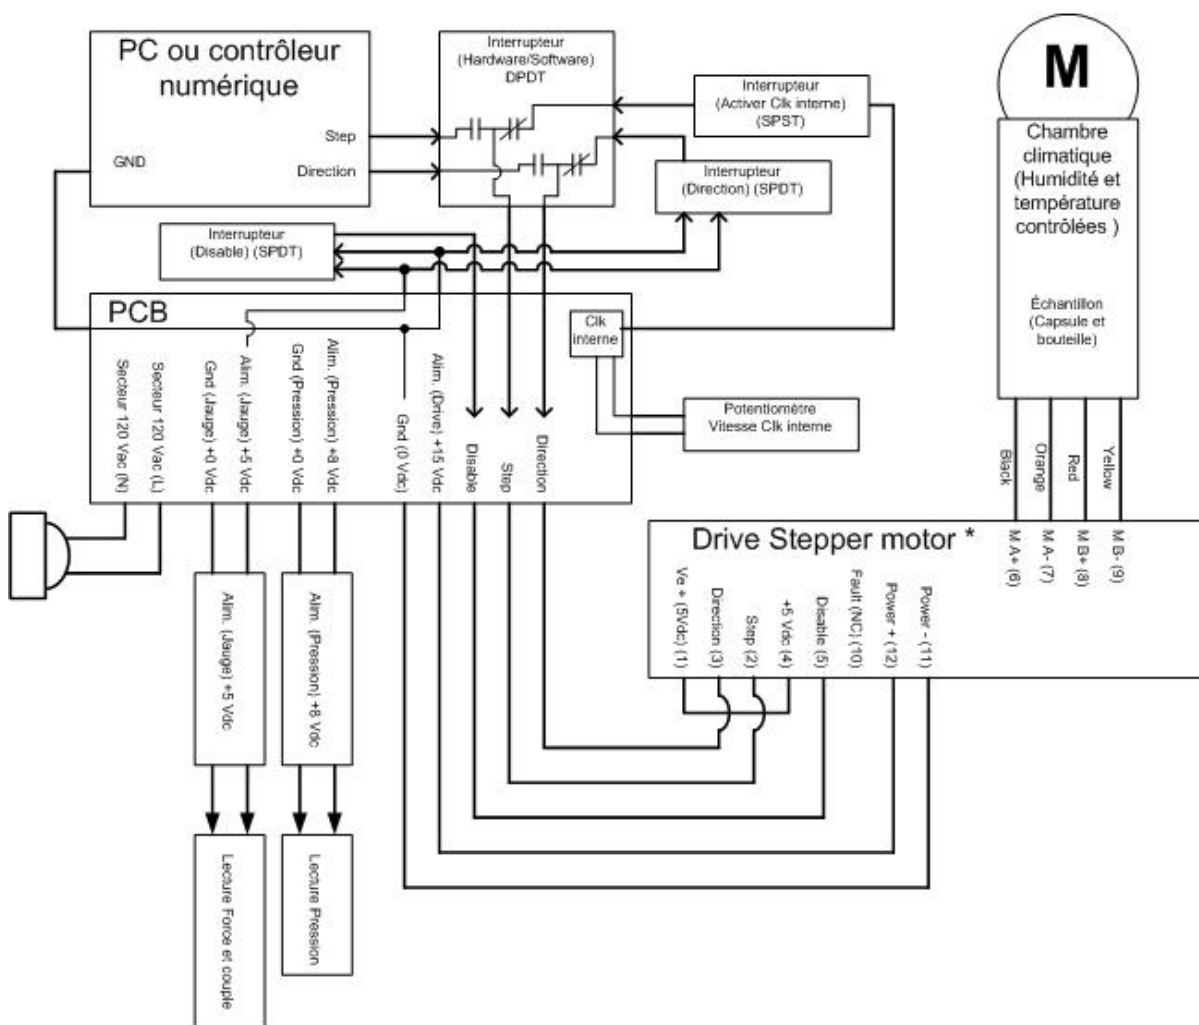 PC ou contrôleur
numérique
Step
GND
Direction
Interrupteur
(Hardware/Software)
DPDT
Interrupteur
(Activer Clk interne)
(SPST)
Interrupteur
(Direction) (SPDT)
Interrupteur
(Disable) (SPDT)
M
Chambre
climatique
(Humidité et
température
contrôlées )
Échantillon
(Capsule et
bouteille)
PCB
Clk
interne
Secteur 120 Vac (N)
Secteur 120 Vac (L)
Gnd (Jauge) +0 Vdc
Alim. (Jauge) +5 Vdc
Gnd (Pression) +0 Vdc
Alim. (Pression) +8 Vdc
Gnd (0 Vdc)
Alim. (Drive) +15 Vdc
Disable
Step
Direction
Potentiomètre
Vitesse Clk interne
Black
Orange
Red
Yellow
Drive Stepper motor *
M A+ (6)
M A- (7)
M B+ (8)
M B- (9)
Ve + (5Vdc) (1)
Direction (3)
Step (2)
+5 Vdc (4)
Disable (5)
Fault (NC) (10)
Power + (12)
Power - (11)
Alim. (Jauge) +5 Vdc
Alim. (Pression) +8 Vdc
Lecture Force et couple
Lecture Pression